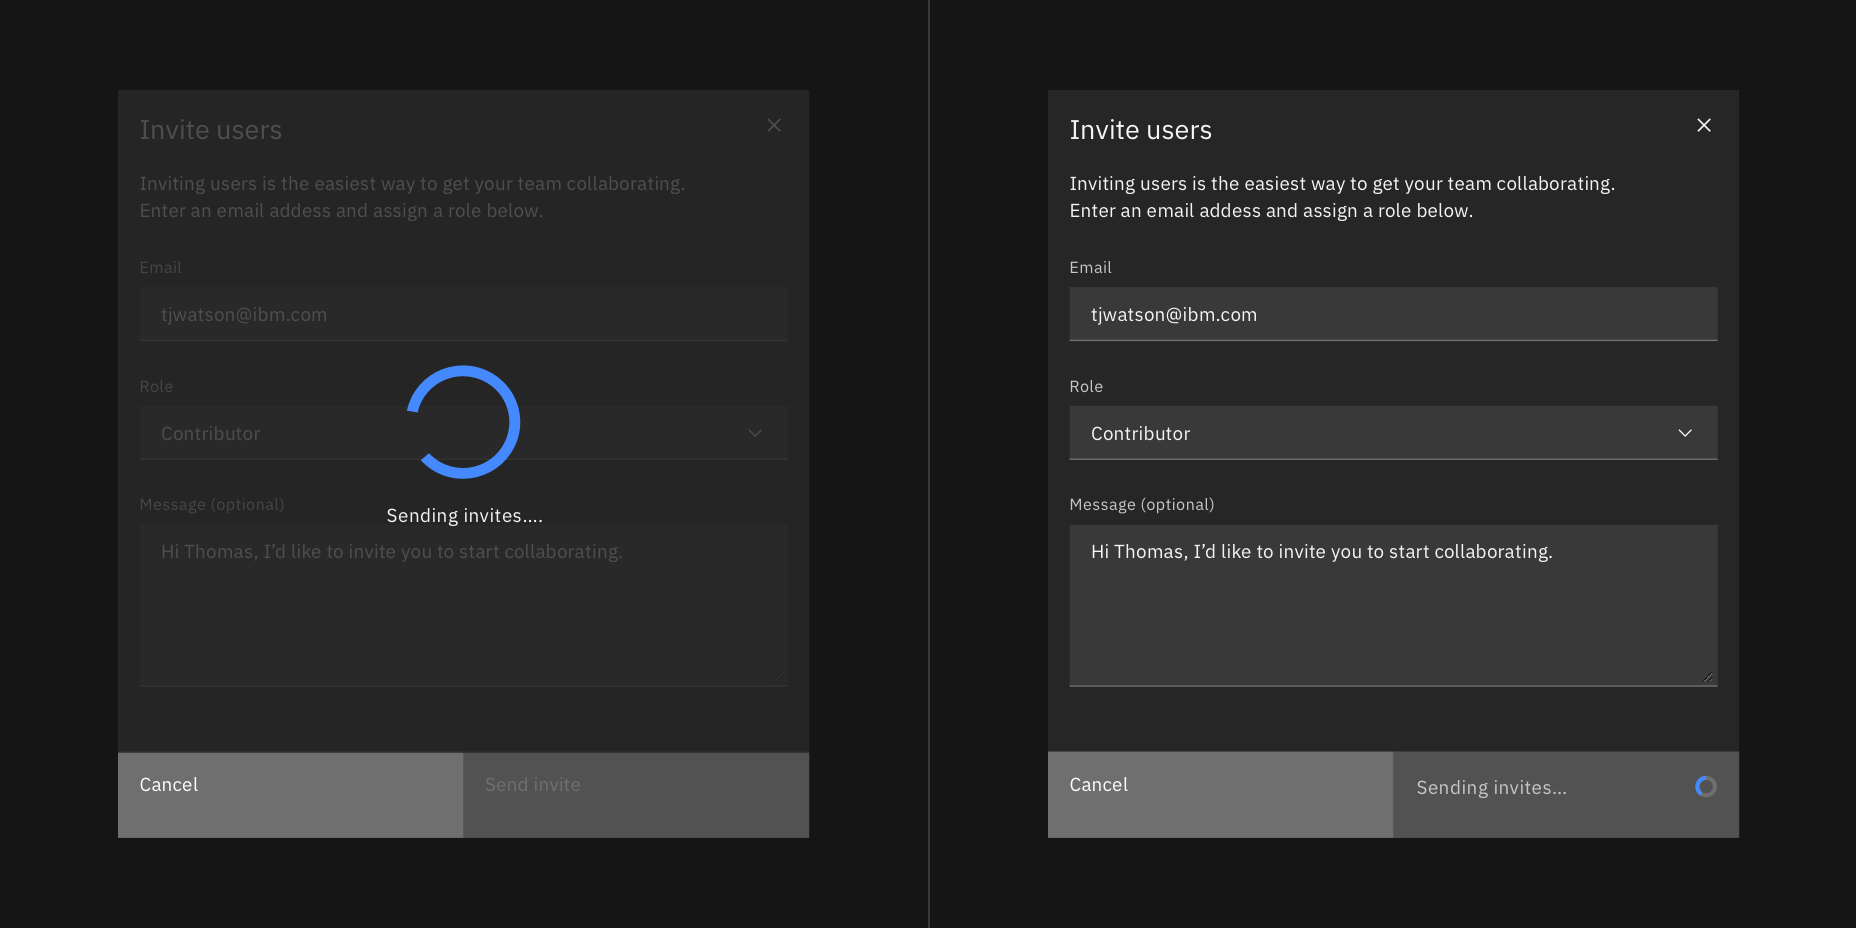 Invite users
Inviting users is the easiest way to get your team collaborating.
Enter an email addess and assign a role below.
Email
tjwatson@ibm.com
Role
Contributor
Message (optional)
Sending invites....
Hi Thomas, I’d like to invite you to start collaborating.
Cancel
Send invite
Invite users
Inviting users is the easiest way to get your team collaborating.
Enter an email addess and assign a role below.
Email
tjwatson@ibm.com
Role
Contributor
Message (optional)
Hi Thomas, I’d like to invite you to start collaborating.
Cancel
Sending invites...